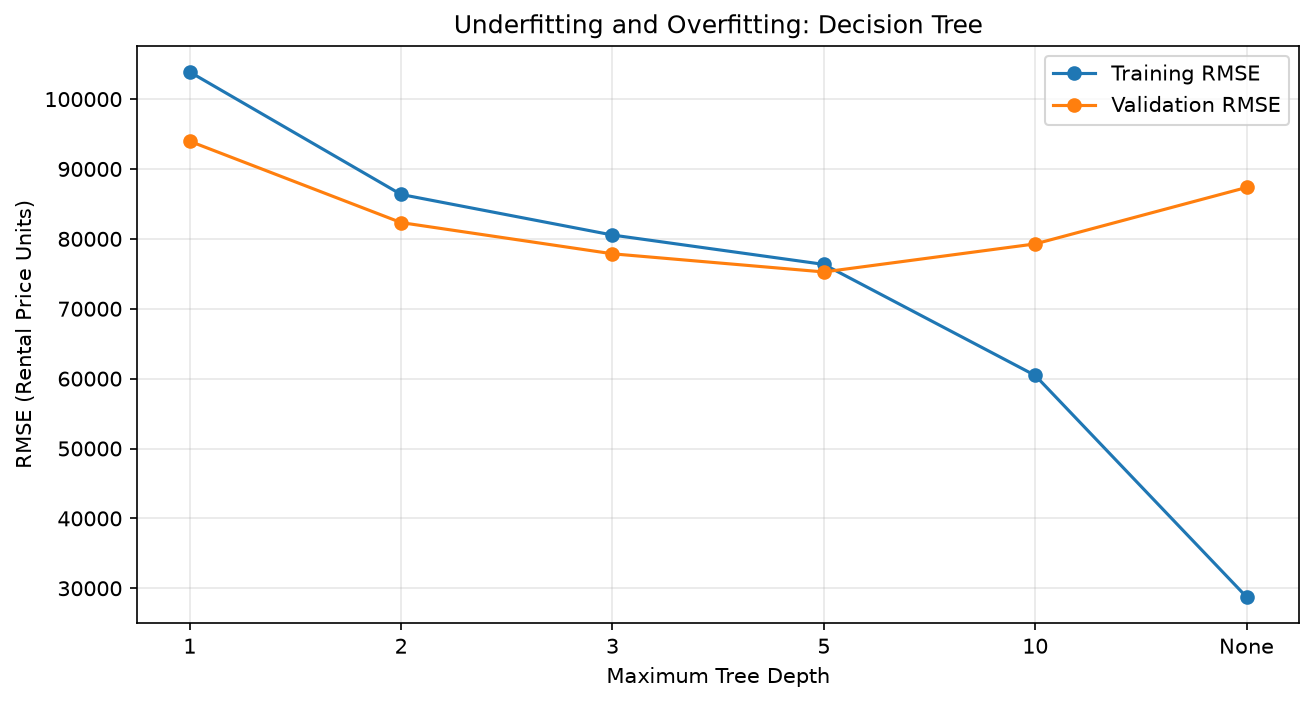 Underfitting and Overfitting: Decision Tree
Training RMSE
Validation RMSE
RMSE (Rental Price Units)
100000
90000
80000
70000
60000
50000
40000
30000
1 2 3 5 10 None
Maximum Tree Depth